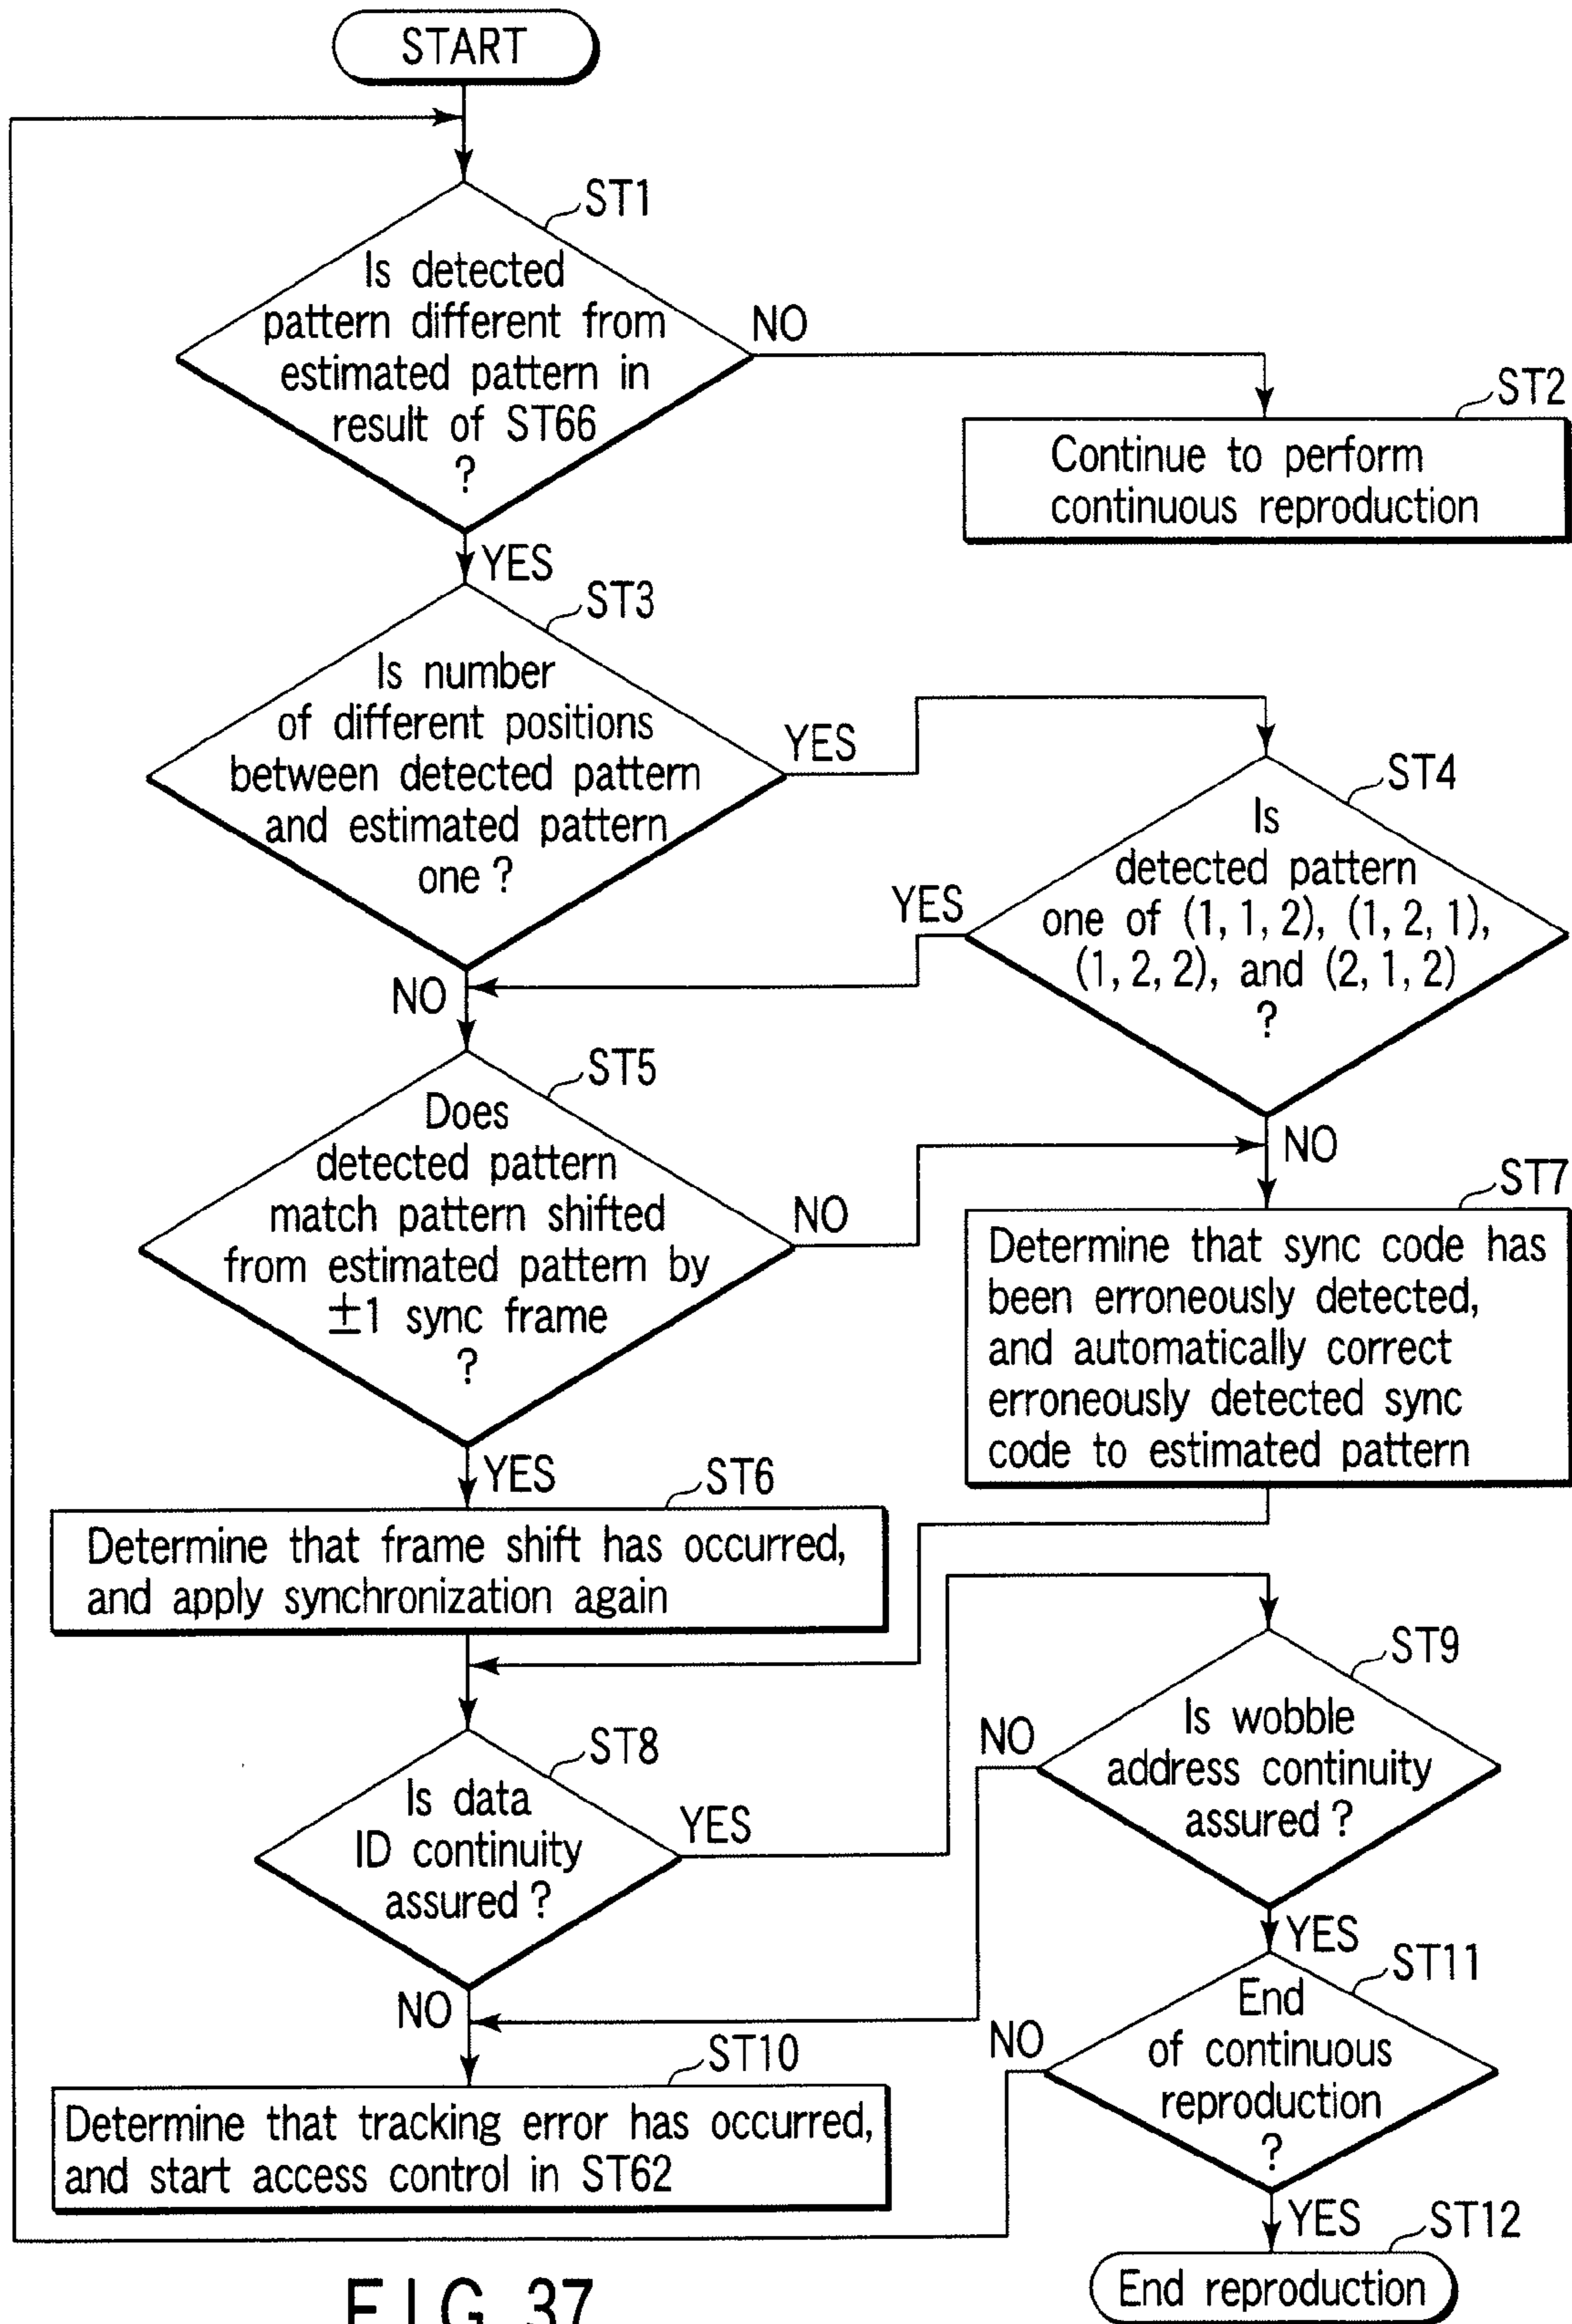 START
ST1
Is detected
pattern different from
estimated pattern in
result of ST66
?
NO
ST2
Continue to perform
continuous reproduction
YES
ST3
Is number
of different positions
between detected pattern
and estimated pattern
one ?
YES
ST4
Is
detected pattern
one of (1, 1, 2), (1, 2, 1),
(1, 2, 2), and (2, 1, 2)
?
YES
NO
ST5
Does
detected pattern
match pattern shifted
from estimated pattern by
±1 sync frame
?
NO
NO
ST7
Determine that sync code has
been erroneously detected,
and automatically correct
erroneously detected sync
code to estimated pattern
YES
ST6
Determine that frame shift has occurred,
and apply synchronization again
ST9
Is wobble
address continuity
assured ?
NO
ST8
Is data
ID continuity
assured ?
YES
YES
ST11
End
of continuous
reproduction
?
NO
NO
ST10
Determine that tracking error has occurred,
and start access control in ST62
YES
ST12
End reproduction
FIG. 37